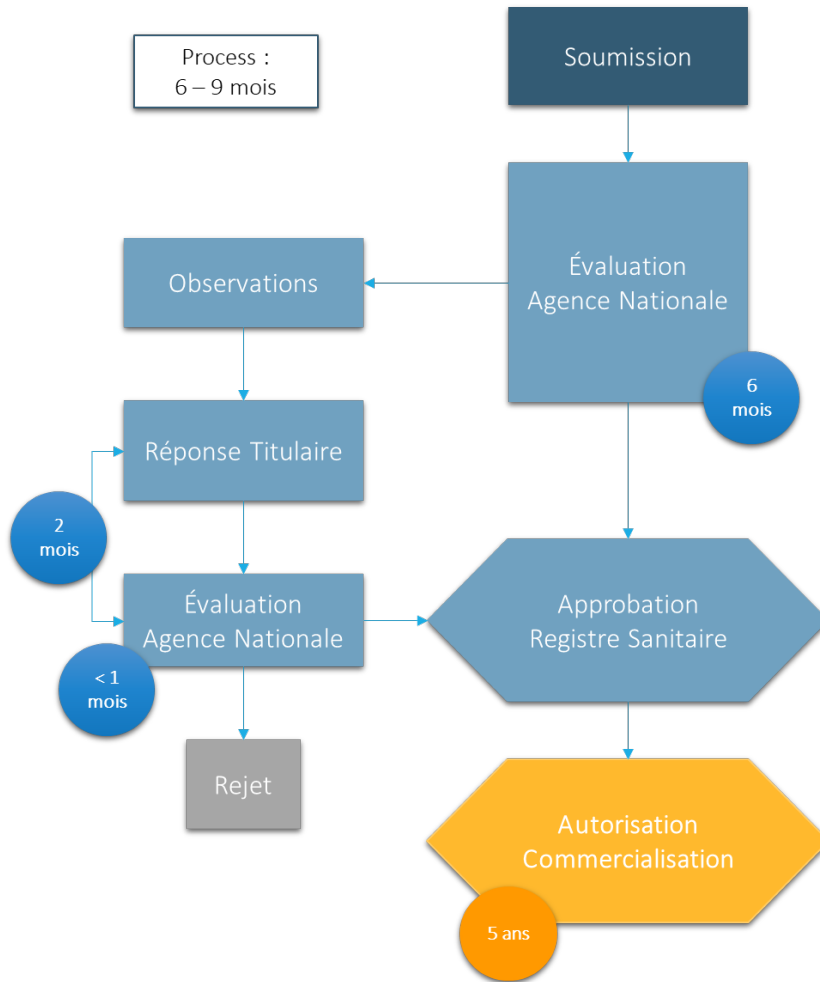 Process :
6 – 9 mois
Soumission
Évaluation
Agence Nationale
6
mois
Observations
Réponse Titulaire
2
mois
Évaluation
Agence Nationale
< 1
mois
Rejet
Approbation
Registre Sanitaire
Autorisation
Commercialisation
5 ans